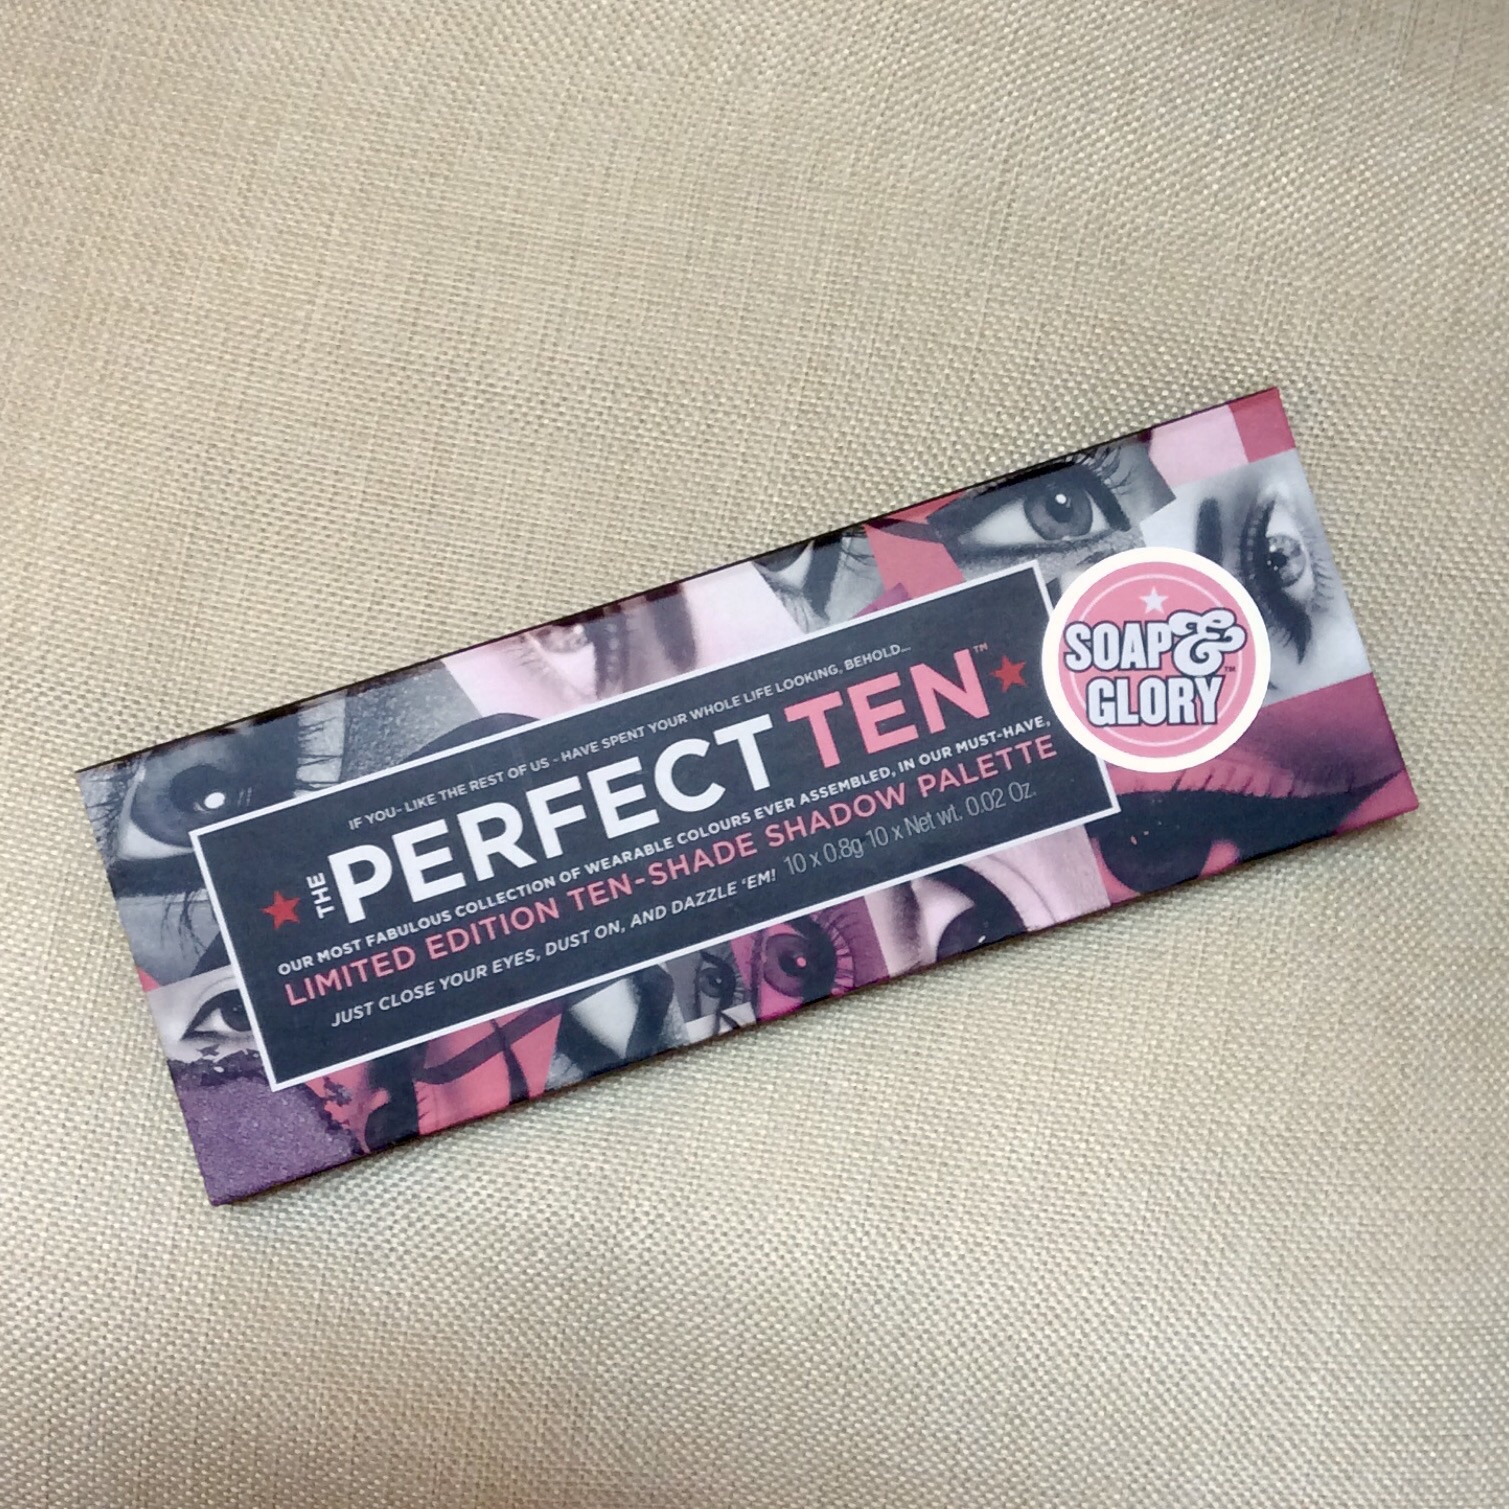 IF YOU- LIKE THE REST OF US - HAVE SPENT YOUR WHOLE LIFE LOOKING, BEHOLD...
THE PERFECT TEN™
OUR MOST FABULOUS COLLECTION OF WEARABLE COLOURS EVER ASSEMBLED, IN OUR MUST-HAVE,
LIMITED EDITION TEN-SHADE SHADOW PALETTE
JUST CLOSE YOUR EYES, DUST ON, AND DAZZLE 'EM! 10 x 0.8g 10 x Net wt. 0.02 Oz.
SOAP &
GLORY™